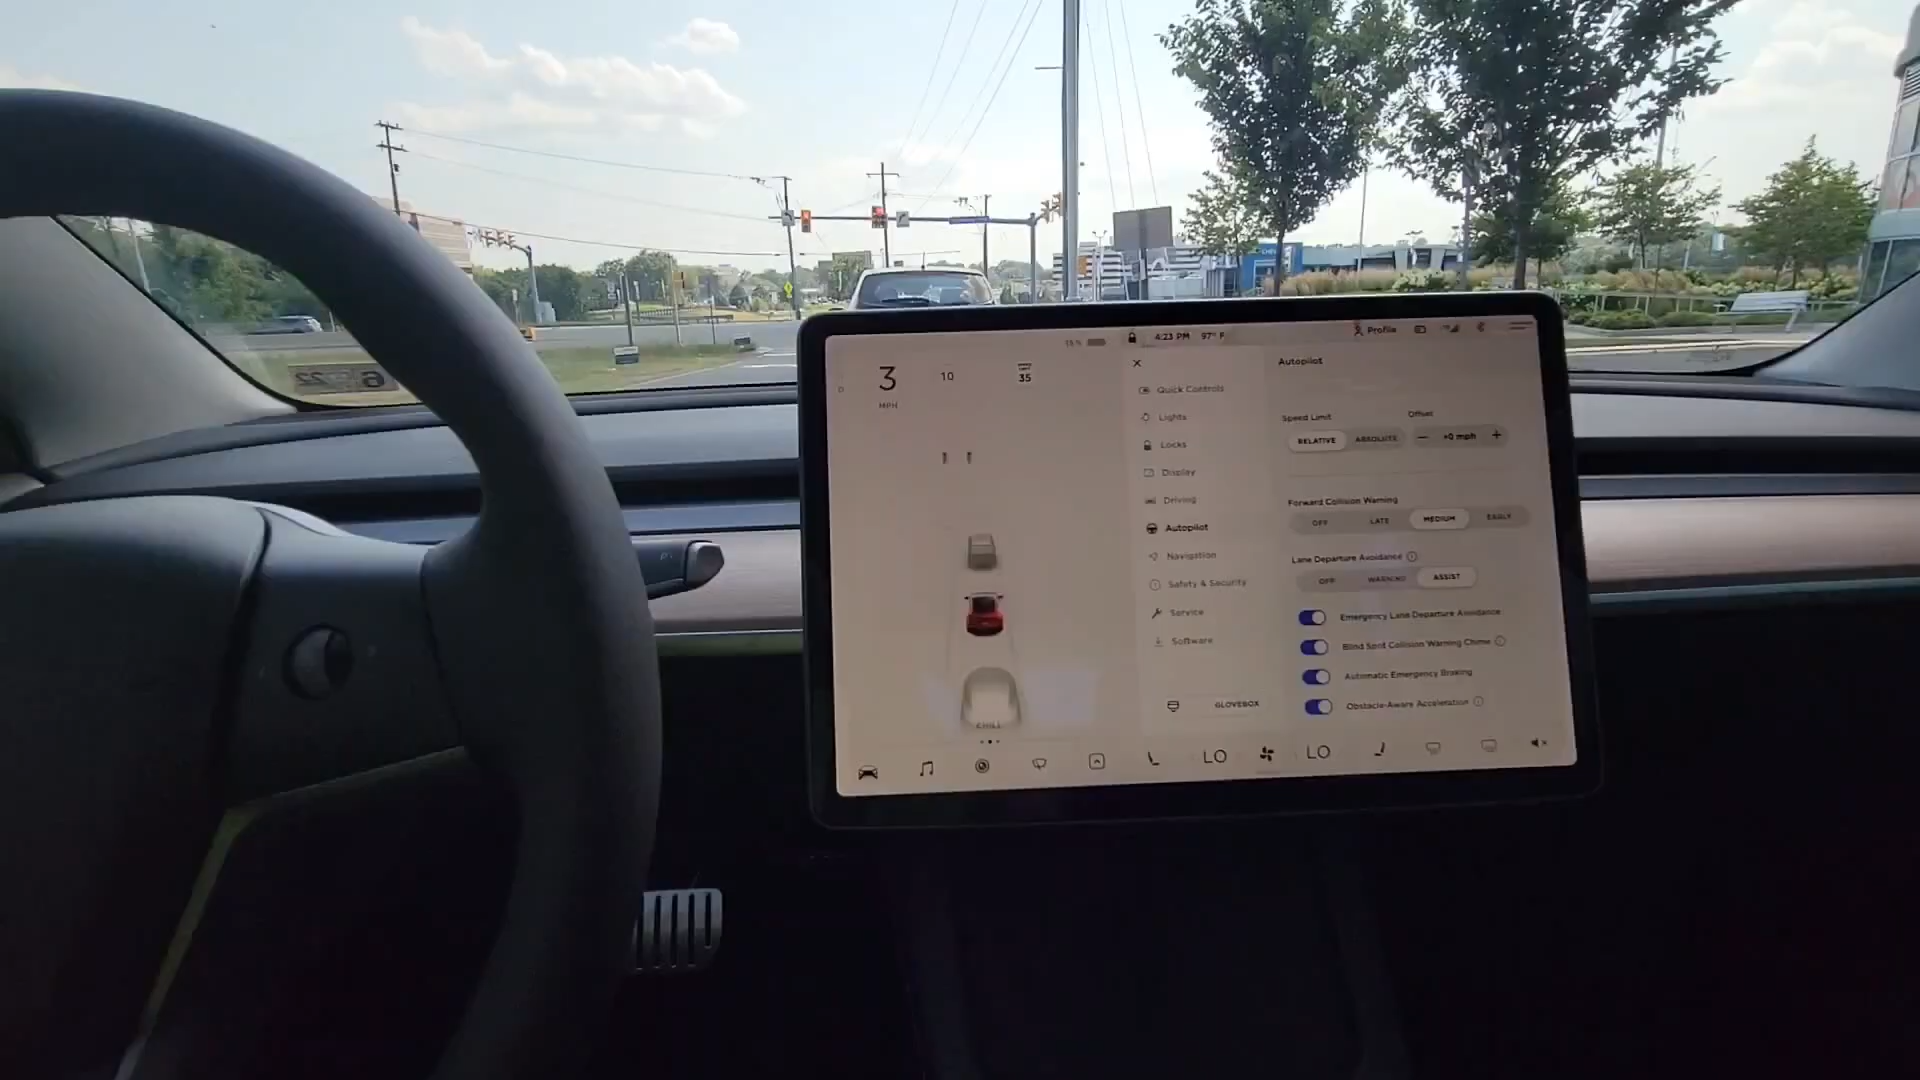 4:23 PM 97° F
Profile
3
MPH
10
35
Autopilot
Quick Controls
Lights
Locks
Display
Driving
Autopilot
Navigation
Safety & Security
Service
Software
GLOVEBOX
Speed Limit
Offset
RELATIVE ABSOLUTE
− +0 mph +
Forward Collision Warning
OFF LATE MEDIUM EARLY
Lane Departure Avoidance
OFF WARNING ASSIST
Emergency Lane Departure Avoidance
Blind Spot Collision Warning Chime
Automatic Emergency Braking
Obstacle-Aware Acceleration
CHILL
LO LO